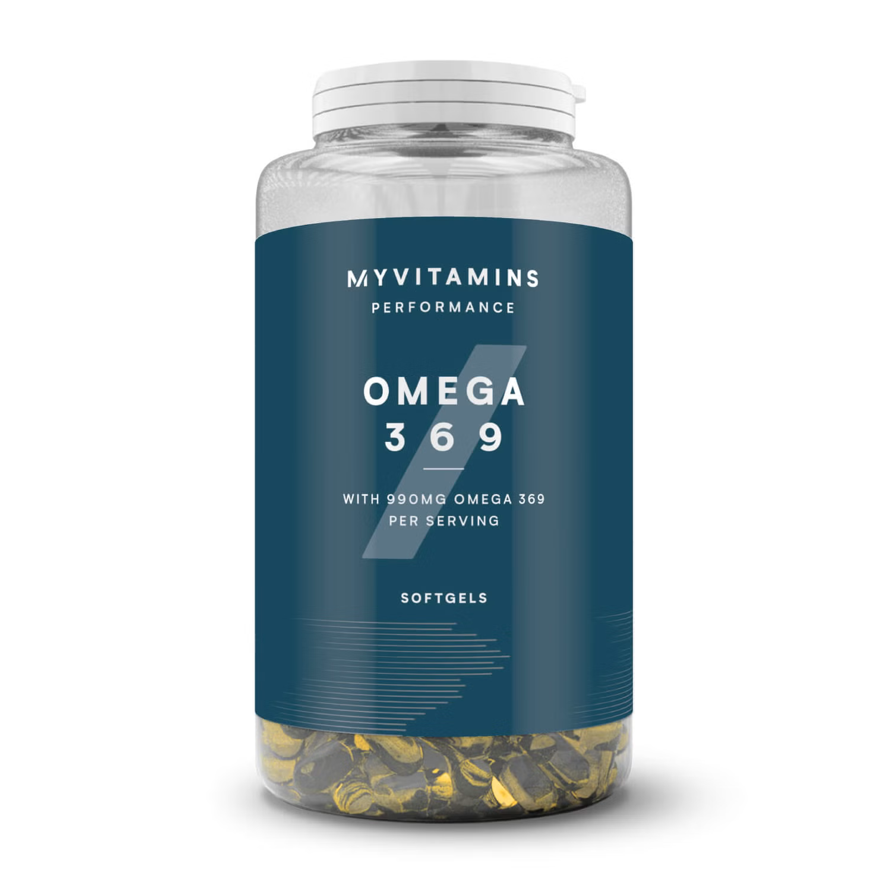 MYVITAMINS
PERFORMANCE
OMEGA
3 6 9
WITH 990MG OMEGA 369
PER SERVING
SOFTGELS